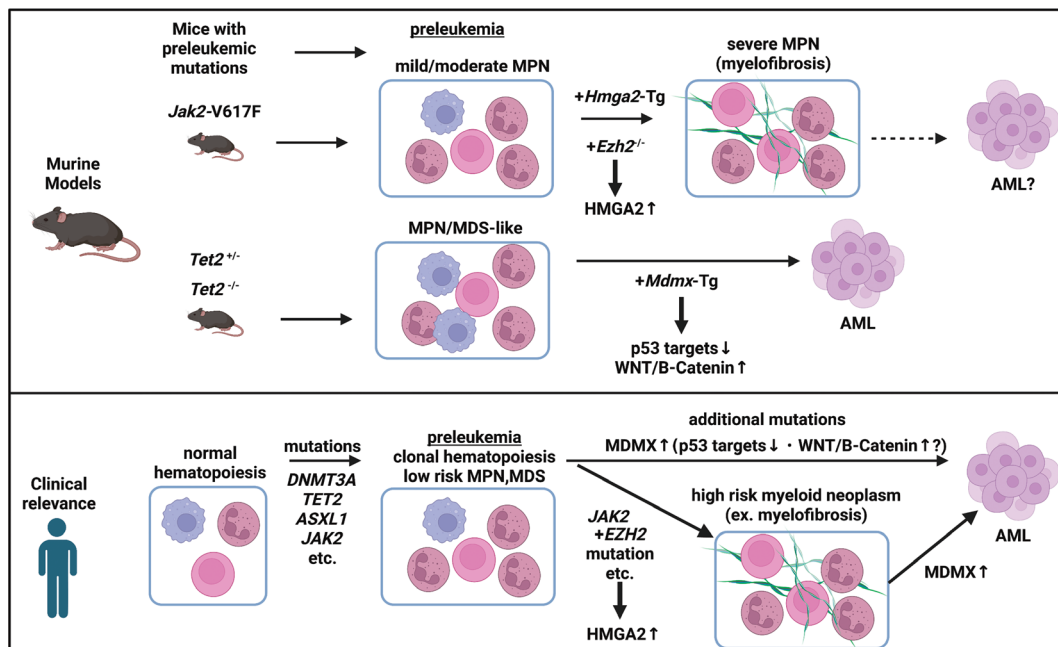 Mice with
preleukemic
mutations
preleukemia
mild/moderate MPN
severe MPN
(myelofibrosis)
Jak2-V617F
+Hmga2-Tg
+Ezh2-/-
HMGA2↑
AML?
Murine
Models
MPN/MDS-like
Tet2 +/-
Tet2 -/-
+Mdmx-Tg
p53 targets↓
WNT/B-Catenin↑
AML
Clinical
relevance
normal
hematopoiesis
mutations
DNMT3A
TET2
ASXL1
JAK2
etc.
preleukemia
clonal hematopoiesis
low risk MPN,MDS
additional mutations
MDMX↑(p53 targets↓ · WNT/B-Catenin↑?)
JAK2
+EZH2
mutation
etc.
HMGA2↑
high risk myeloid neoplasm
(ex. myelofibrosis)
MDMX↑
AML